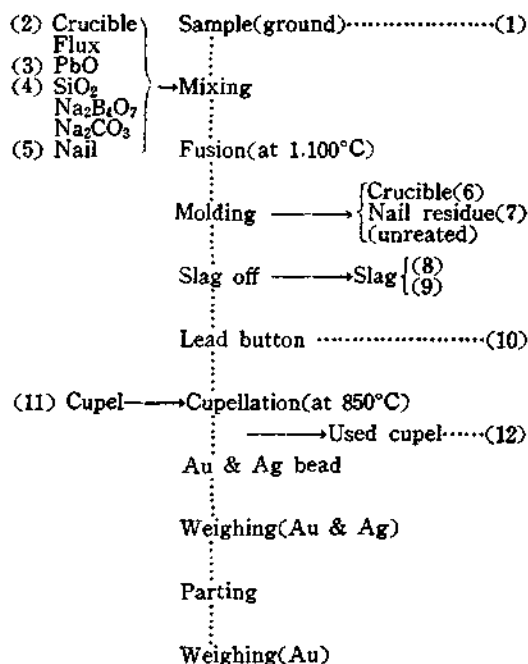 (2) Crucible
Flux
(3) PbO
(4) SiO₂
Na₂B₄O₇
Na₂CO₃
(5) Nail
Sample(ground) (1)
Mixing
Fusion(at 1,100°C)
Molding
Crucible(6)
Nail residue(7)
(unreated)
Slag off
Slag (8)
(9)
Lead button (10)
(11) Cupel Cupellation(at 850°C)
Used cupel (12)
Au & Ag bead
Weighing(Au & Ag)
Parting
Weighing(Au)